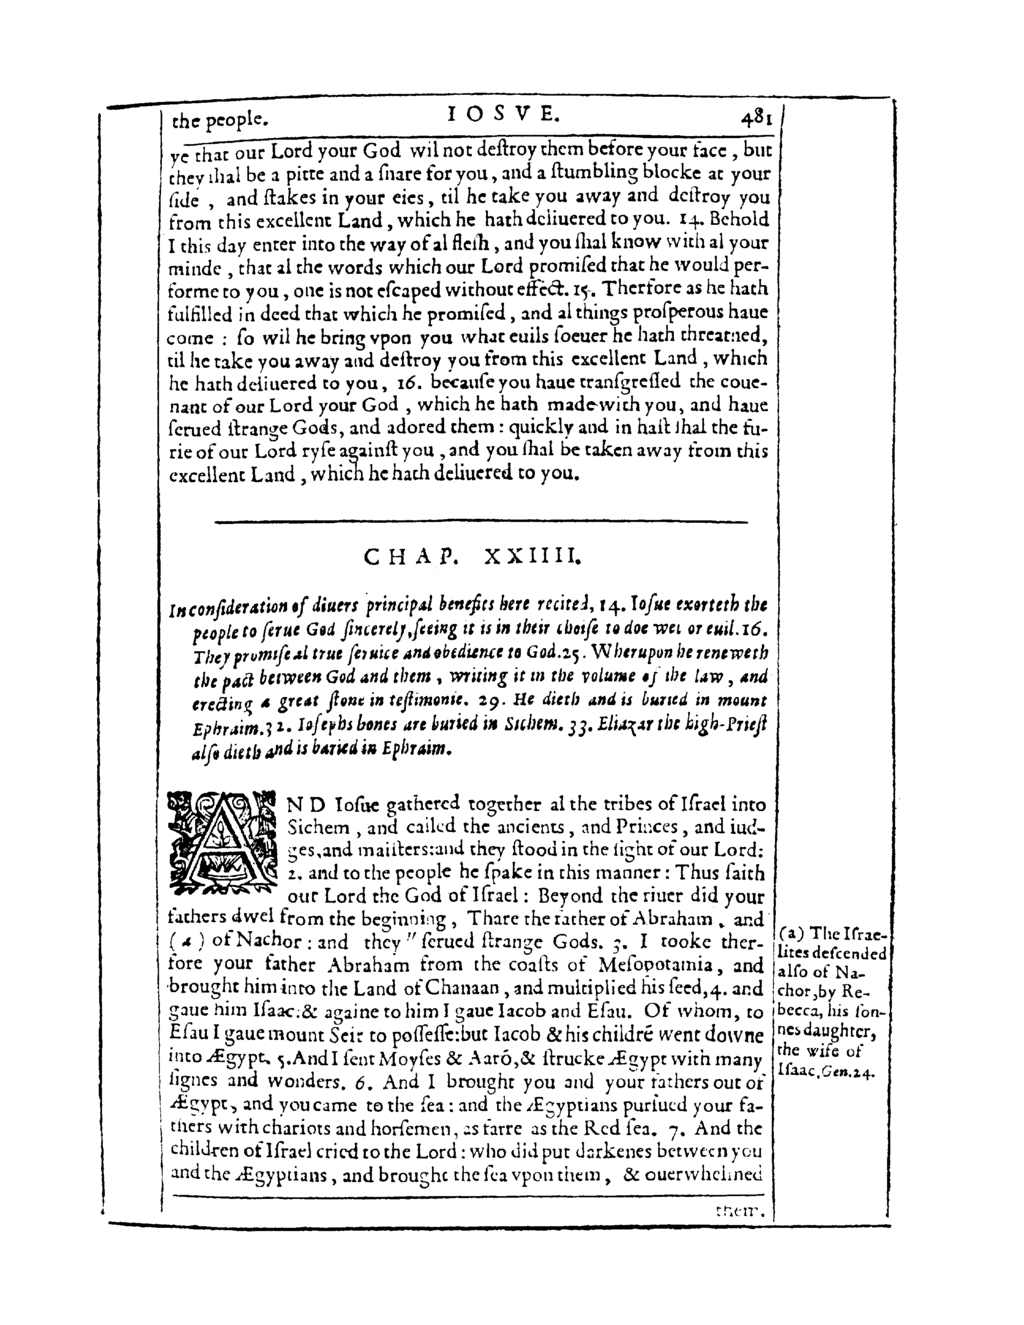 the people. IOSVE. 481
ye that our Lord your God wil not deſtroy them before your face , but
they ſhal be a pitte and a ſnare for you , and a ſtumbling blocke at your
ſide , and ſtakes in your eies , til he take you away and deſtroy you
from this excellent Land , which he hath deliuered to you. 14. Behold
I this day enter into the way of al fleſh , and you ſhal know with al your
minde , that al the words which our Lord promiſed that he would per-
forme to you , one is not eſcaped without effect. 15. Therfore as he hath
fulfilled in deed that which he promiſed , and al things proſperous haue
come : ſo wil he bring vpon you what euils ſoeuer he hath threatned,
til he take you away and deſtroy you from this excellent Land , which
he hath deliuered to you, 16. becauſe you haue tranſgreſſed the coue-
nant of our Lord your God , which he hath made with you, and haue
ſerued ſtrange Gods, and adored them : quickly and in haſt ſhal the fu-
rie of our Lord ryſe againſt you , and you ſhal be taken away from this
excellent Land , which he hath deliuered to you.
CHAP. XXIIII.
In conſideration of diuers principal benefits here recited, 14. Ioſue exorteth the
people to ſerue God ſincerely, ſeeing it is in their choiſe to doe wel or euil. 16.
They promiſe al true ſeruice and obedience to God. 25. Wherupon he reneweth
the pact between God and them , writing it in the volume of the law , and
erecting a great ſtone in teſtimonie. 29. He dieth and is buried in mount
Ephraim. 32. Ioſephs bones are buried in Sichem. 33. Eliazar the high-Prieſt
alſo dieth and is buried in Ephraim.
AND Ioſue gathered together al the tribes of Iſrael into
Sichem , and called the ancients , and Princes , and iud-
ges, and maiſters: and they ſtood in the ſight of our Lord:
2. and to the people he ſpake in this manner : Thus ſaith
our Lord the God of Iſrael : Beyond the riuer did your
fathers dwel from the beginning , Thare the father of Abraham , and
( a ) of Nachor : and they " ſerued ſtrange Gods. 3. I tooke ther-
fore your father Abraham from the coaſts of Meſopotamia , and
brought him into the Land of Chanaan , and multiplied his ſeed, 4. and
gaue him Iſaac: & againe to him I gaue Iacob and Eſau. Of whom, to
Eſau I gaue mount Seir to poſſeſſe: but Iacob & his childrē went downe
into Ægypt. 5. And I ſent Moyſes & Aarō, & ſtrucke Ægypt with many
ſignes and wonders. 6. And I brought you and your fathers out of
Ægypt, and you came to the ſea : and the Ægyptians purſued your fa-
thers with chariots and horſemen, as farre as the Red ſea. 7. And the
children of Iſrael cried to the Lord : who did put darkenes between you
and the Ægyptians , and brought the ſea vpon them , & ouerwhelmed
them.
(a) The Iſrae-
lites deſcended
alſo of Na-
chor, by Re-
becca, his ſon-
nes daughter,
the wife of
Iſaac, Gen. 24.